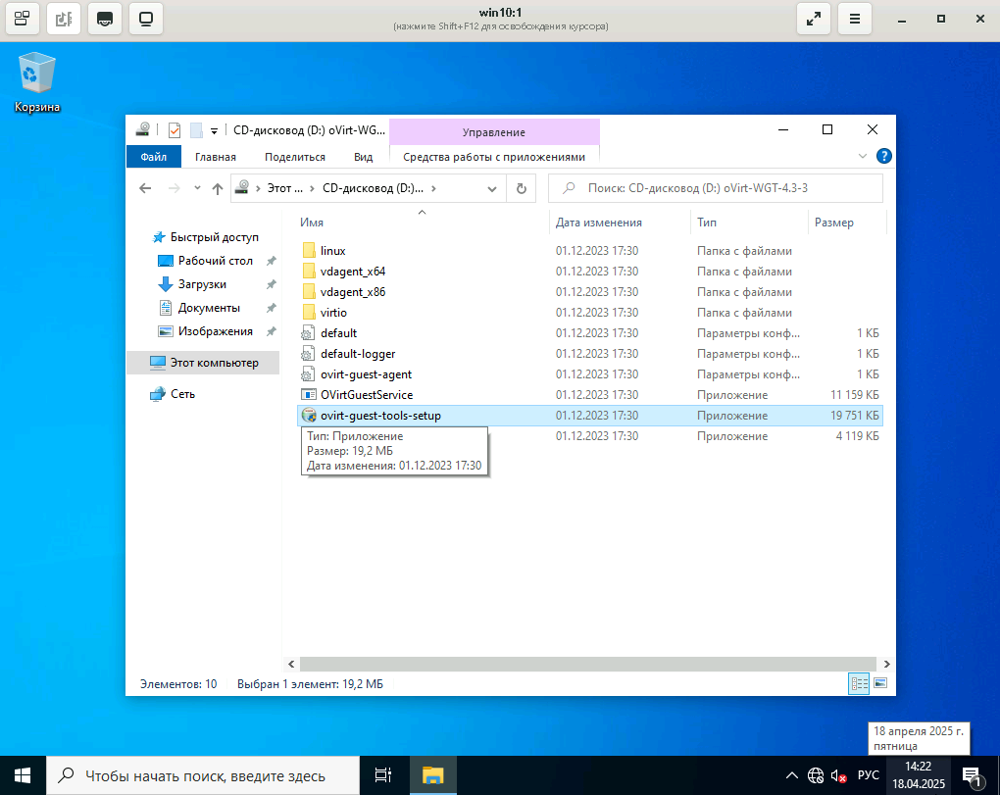 win10:1
(нажмите Shift+F12 для освобождения курсора)
Корзина
CD-дисковод (D:) oVirt-WG...
Управление
Файл
Главная
Поделиться
Вид
Средства работы с приложениями
Этот ...
CD-дисковод (D:)...
Поиск: CD-дисковод (D:) oVirt-WGT-4.3-3
Быстрый доступ
Рабочий стол
Загрузки
Документы
Изображения
Этот компьютер
Сеть
Имя Дата изменения Тип Размер
linux 01.12.2023 17:30 Папка с файлами
vdagent_x64 01.12.2023 17:30 Папка с файлами
vdagent_x86 01.12.2023 17:30 Папка с файлами
virtio 01.12.2023 17:30 Папка с файлами
default 01.12.2023 17:30 Параметры конф... 1 КБ
default-logger 01.12.2023 17:30 Параметры конф... 1 КБ
ovirt-guest-agent 01.12.2023 17:30 Параметры конф... 1 КБ
OVirtGuestService 01.12.2023 17:30 Приложение 11 159 КБ
ovirt-guest-tools-setup 01.12.2023 17:30 Приложение 19 751 КБ
01.12.2023 17:30 Приложение 4 119 КБ
Тип: Приложение
Размер: 19,2 МБ
Дата изменения: 01.12.2023 17:30
Элементов: 10
Выбран 1 элемент: 19,2 МБ
18 апреля 2025 г.
пятница
Чтобы начать поиск, введите здесь
РУС
14:22
18.04.2025
1